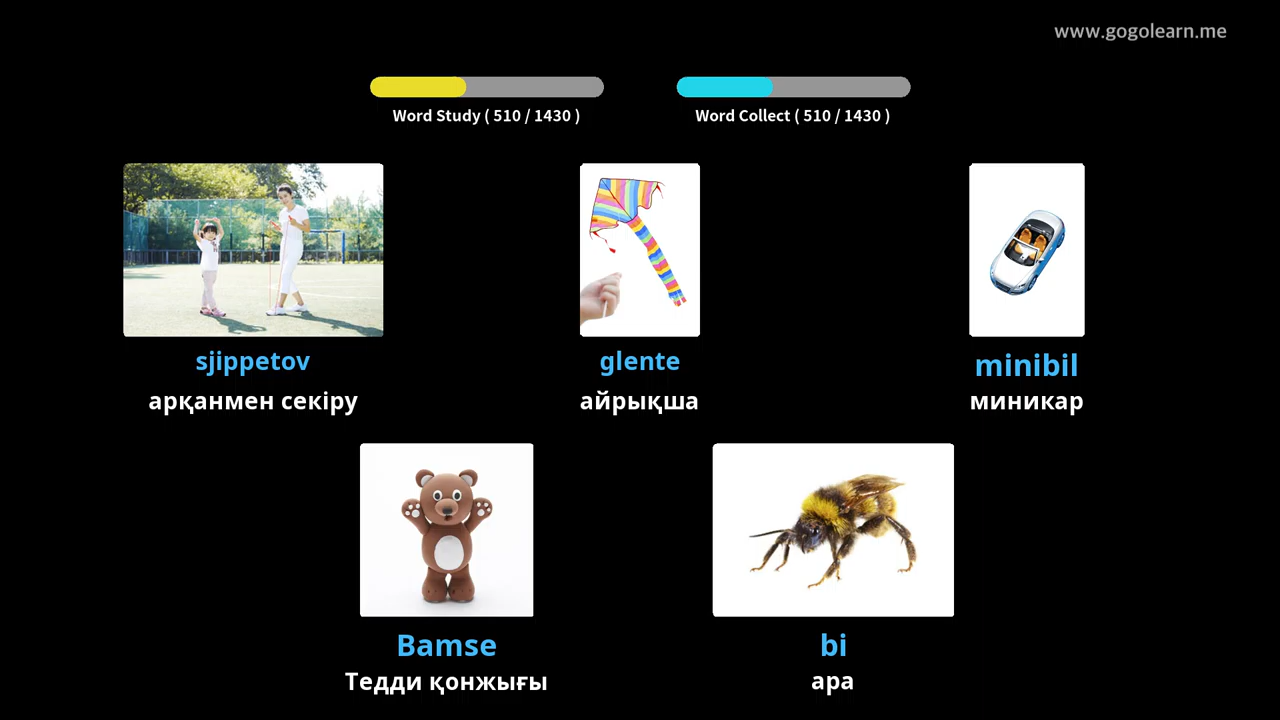 www.gogolearn.me
Word Study ( 510 / 1430 )
Word Collect ( 510 / 1430 )
sjippetov
арқанмен секіру
glente
айрықша
minibil
миникар
Bamse
Тедди қонжығы
bi
ара